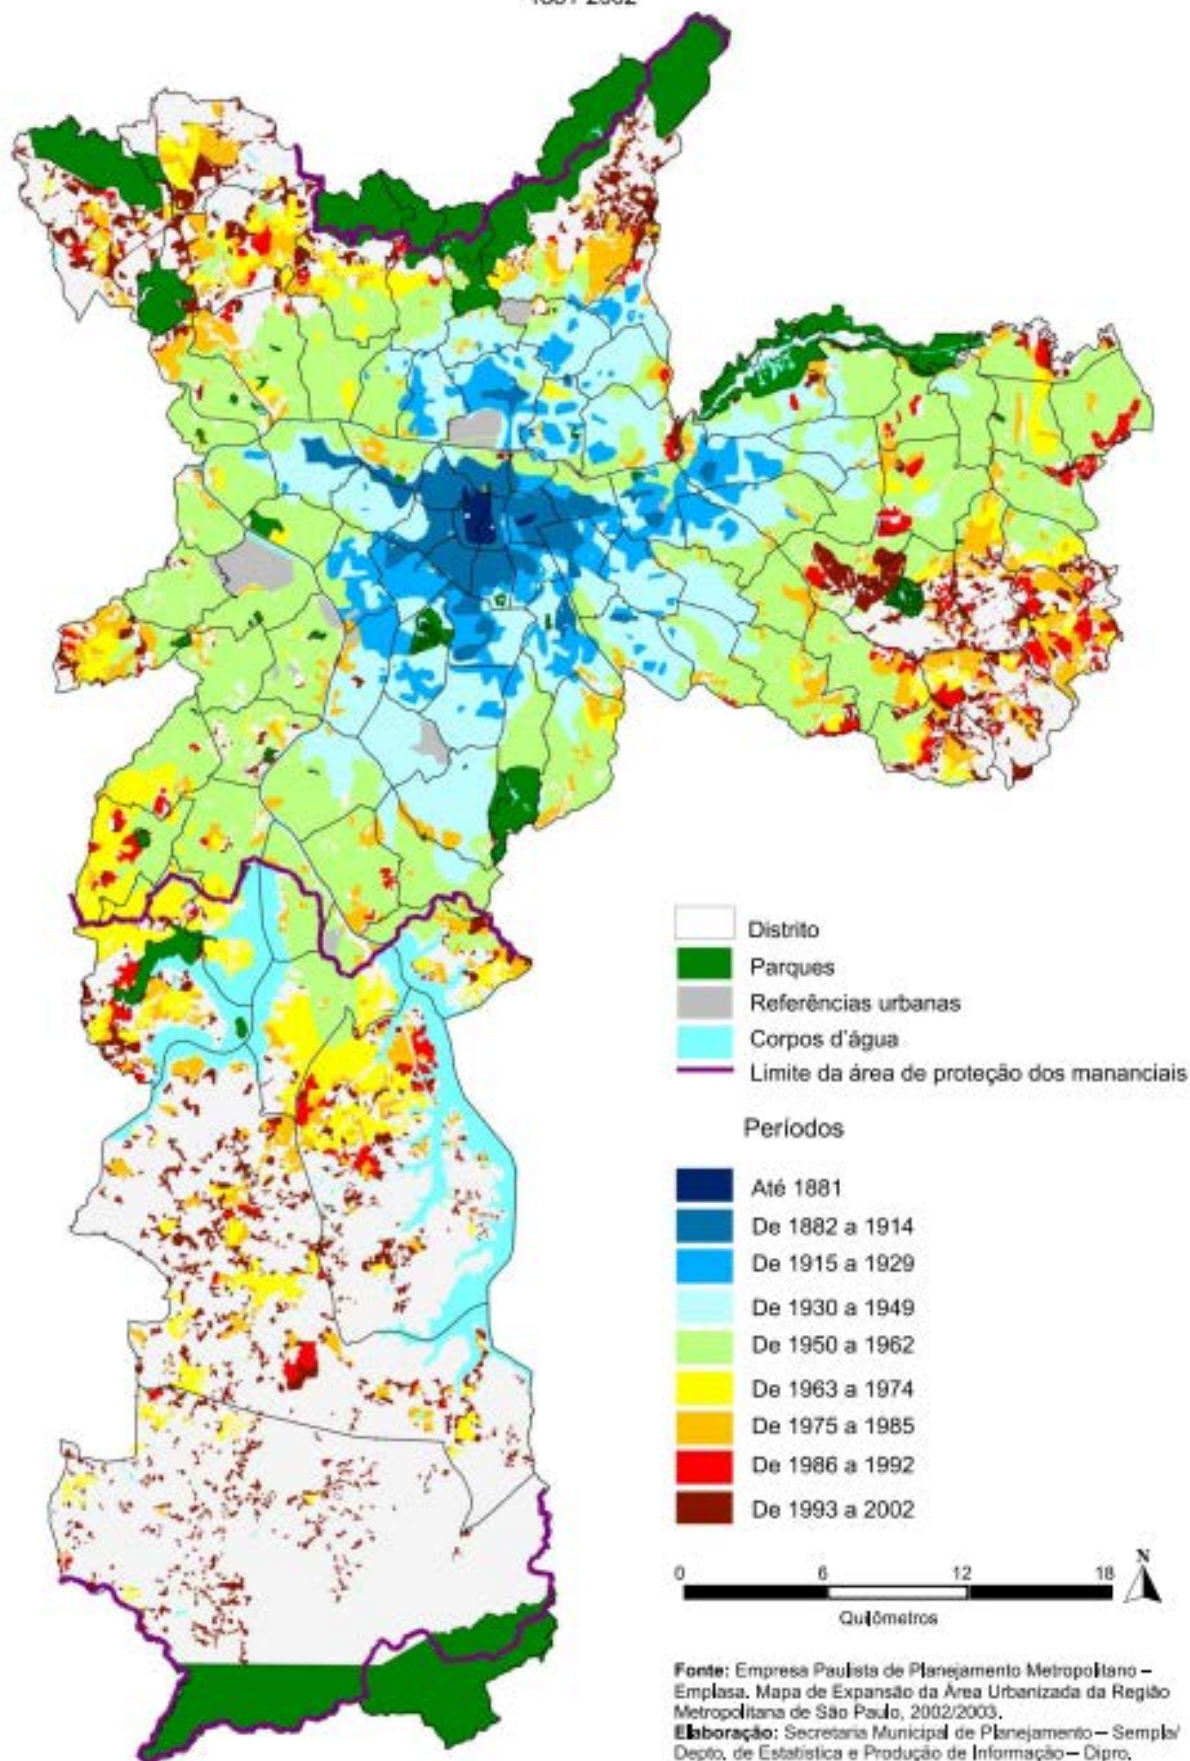 Distrito
Parques
Referências urbanas
Corpos d'água
Limite da área de proteção dos mananciais
Períodos
Até 1881
De 1882 a 1914
De 1915 a 1929
De 1930 a 1949
De 1950 a 1962
De 1963 a 1974
De 1975 a 1985
De 1986 a 1992
De 1993 a 2002
0 6 12 18 N
Quilômetros
Fonte: Empresa Paulista de Planejamento Metropolitano –
Emplasa. Mapa de Expansão da Área Urbanizada da Região
Metropolitana de São Paulo, 2002/2003.
Elaboração: Secretaria Municipal de Planejamento – Sempla/
Depto. de Estatística e Produção de Informação – Dipro.